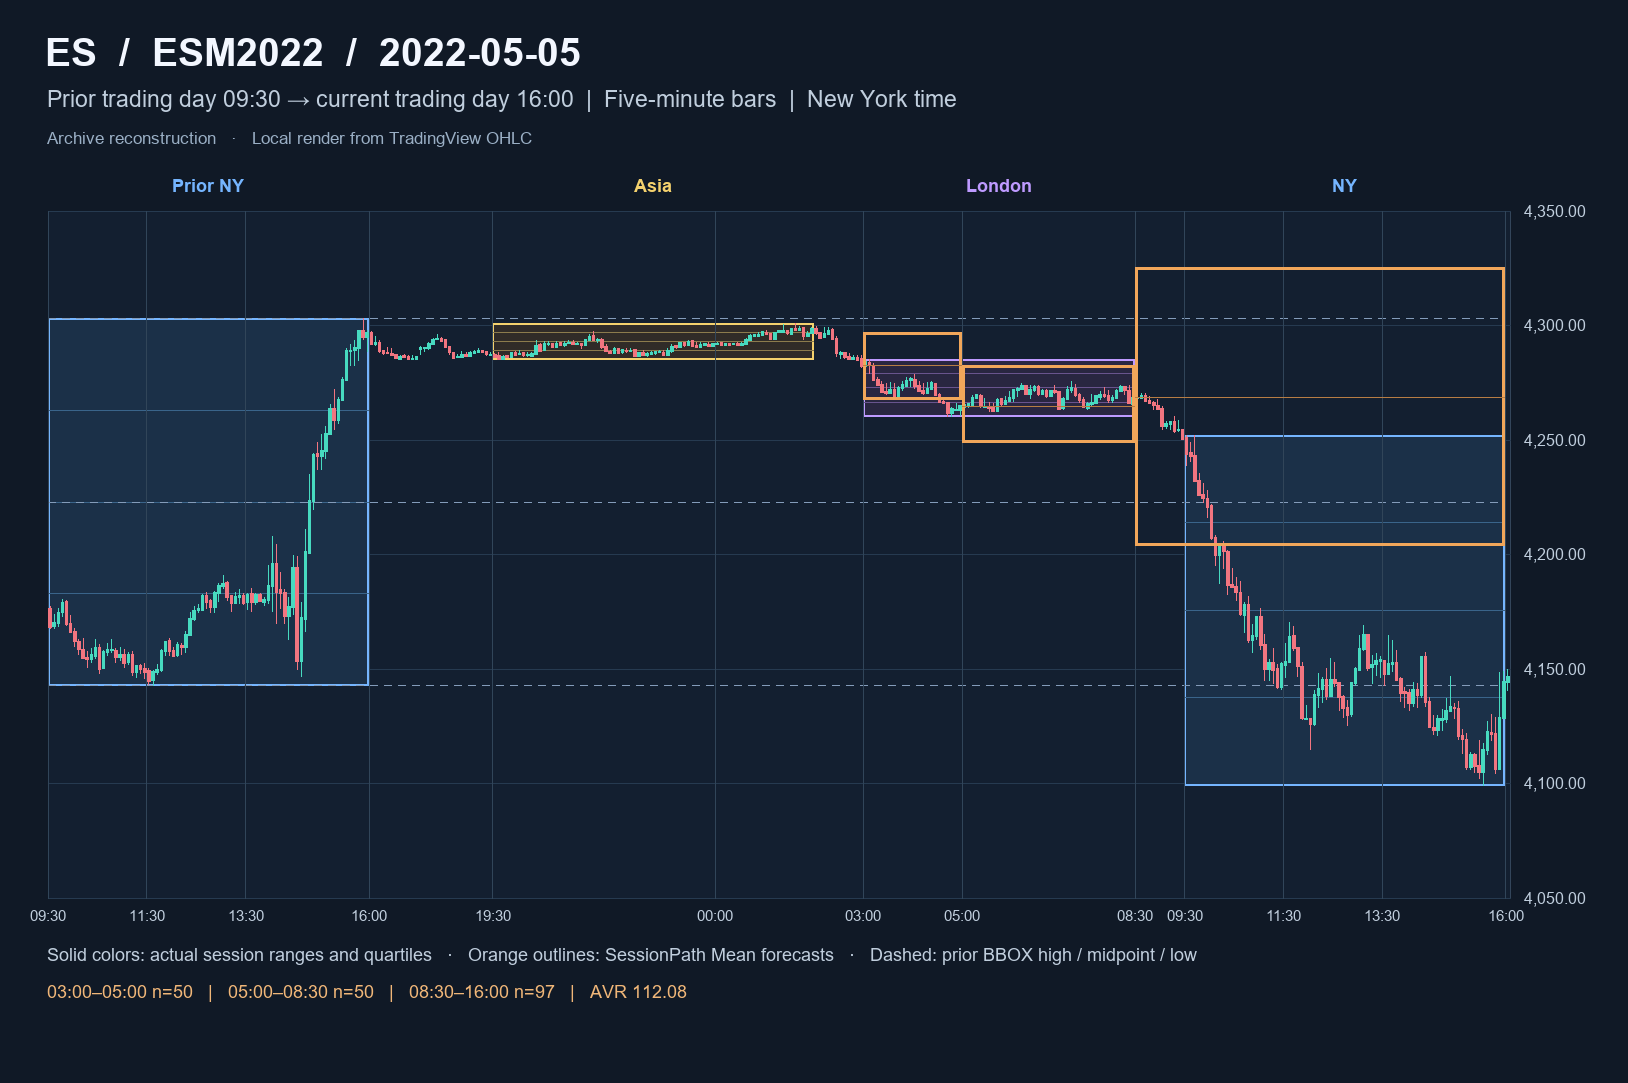 ES / ESM2022 / 2022-05-05
Prior trading day 09:30 → current trading day 16:00 | Five-minute bars | New York time
Archive reconstruction · Local render from TradingView OHLC
Prior NY Asia London NY
4,350.00
4,300.00
4,250.00
4,200.00
4,150.00
4,100.00
4,050.00
09:30 11:30 13:30 16:00 19:30 00:00 03:00 05:00 08:30 09:30 11:30 13:30 16:00
Solid colors: actual session ranges and quartiles · Orange outlines: SessionPath Mean forecasts · Dashed: prior BBOX high / midpoint / low
03:00–05:00 n=50 | 05:00–08:30 n=50 | 08:30–16:00 n=97 | AVR 112.08